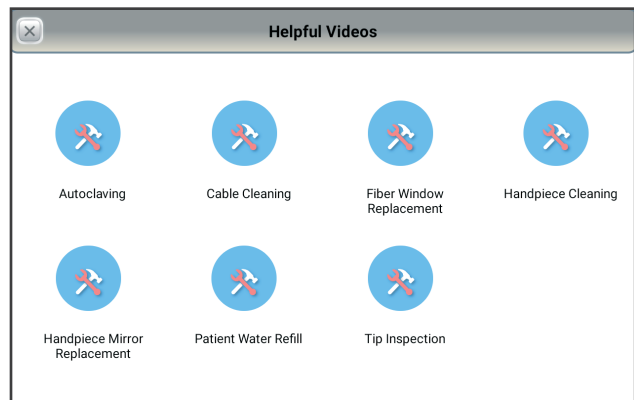 Helpful Videos
Autoclaving
Cable Cleaning
Fiber Window
Replacement
Handpiece Cleaning
Handpiece Mirror
Replacement
Patient Water Refill
Tip Inspection